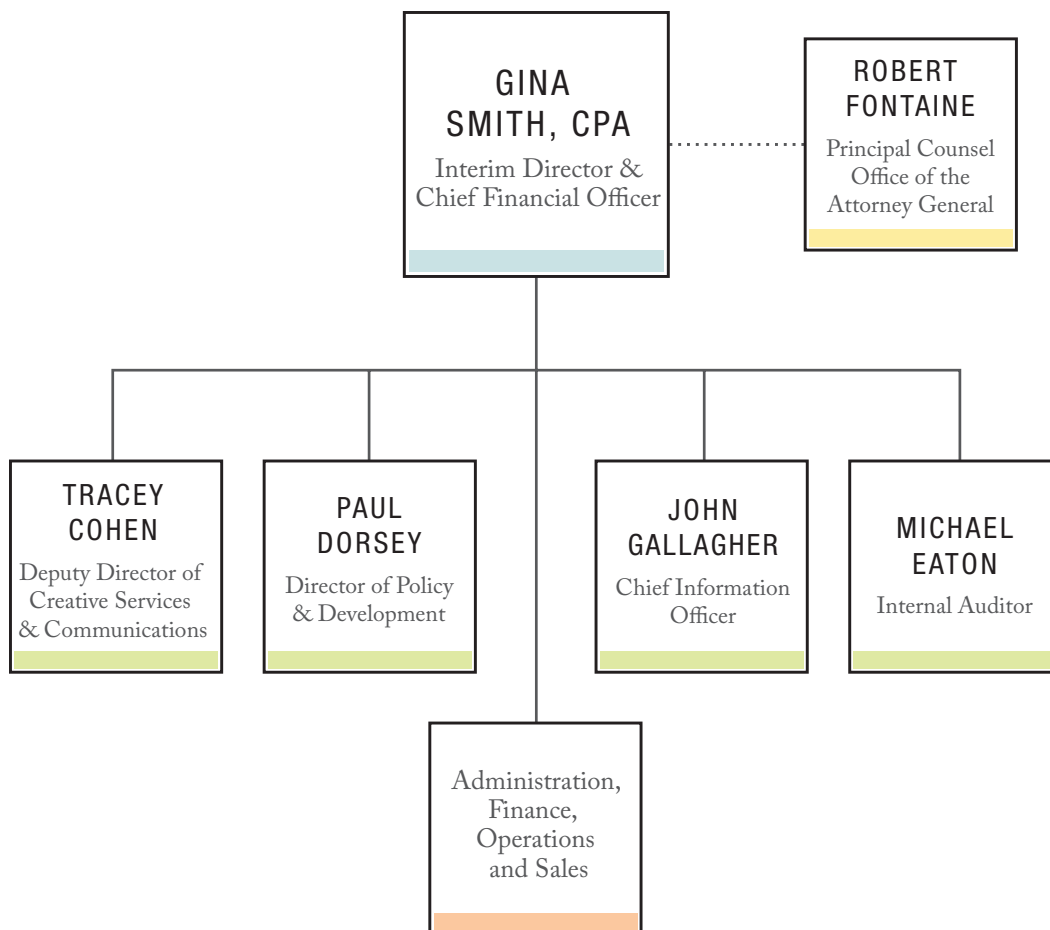 GINA
SMITH, CPA
Interim Director &
Chief Financial Officer
ROBERT
FONTAINE
Principal Counsel
Office of the
Attorney General
TRACEY
COHEN
Deputy Director of
Creative Services
& Communications
PAUL
DORSEY
Director of Policy
& Development
JOHN
GALLAGHER
Chief Information
Officer
MICHAEL
EATON
Internal Auditor
Administration,
Finance,
Operations
and Sales